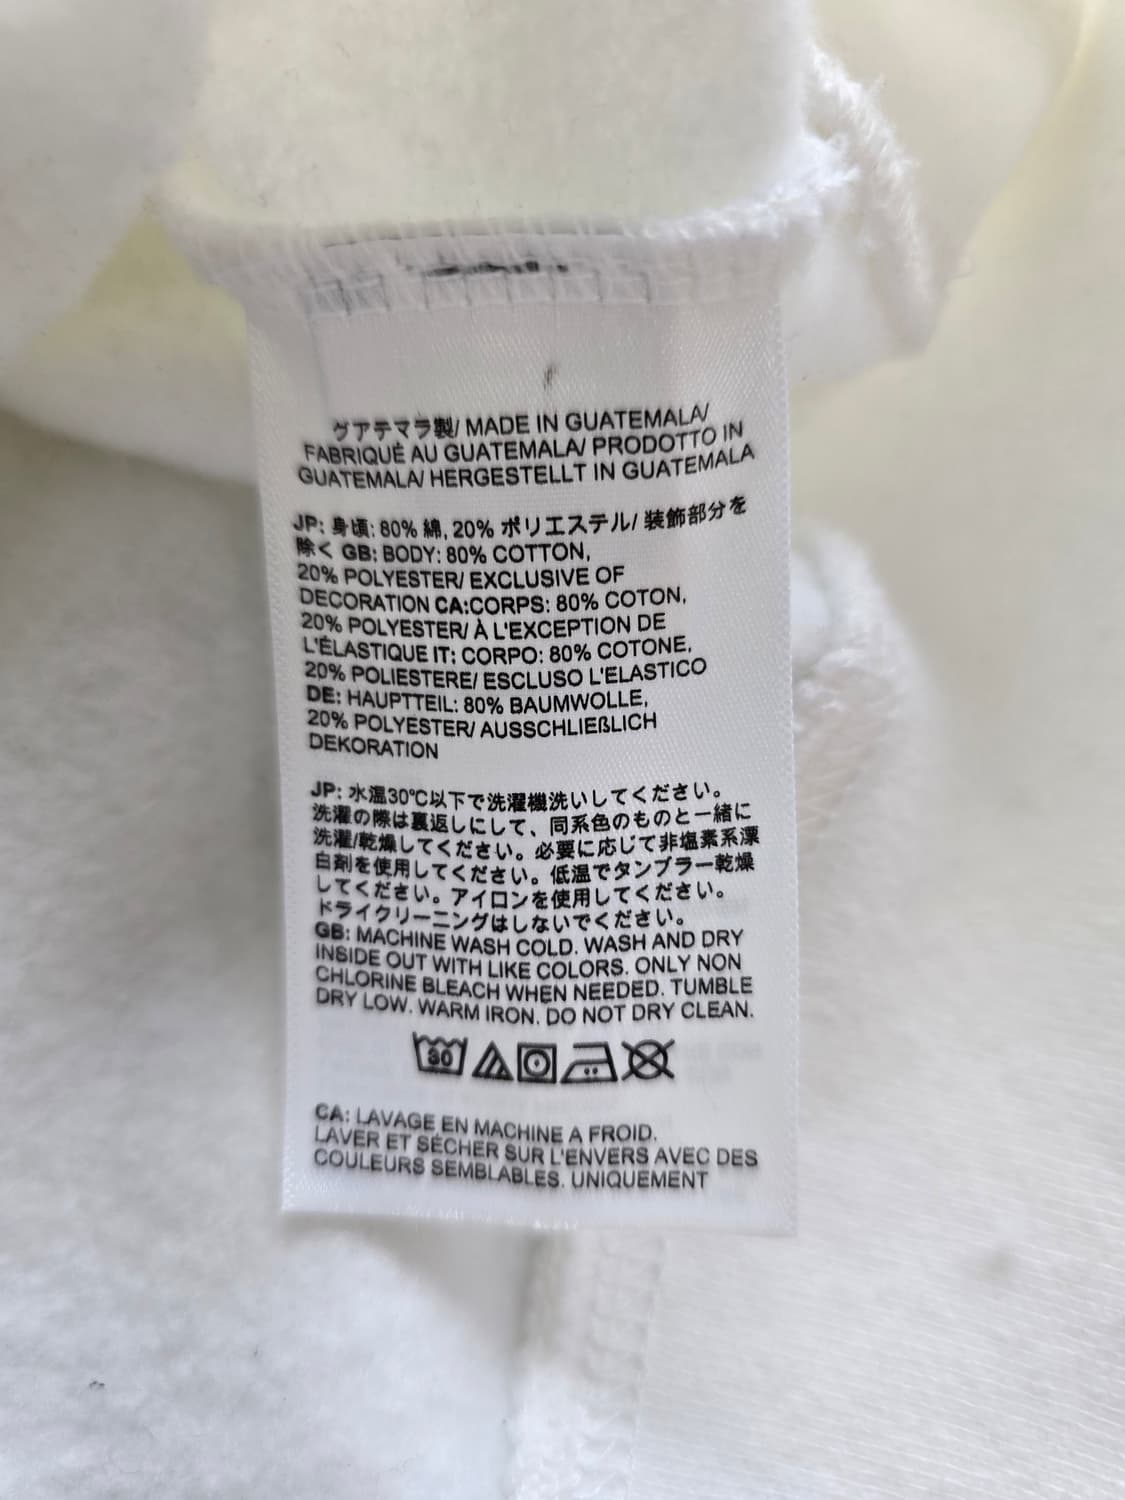 グアテマラ製/ MADE IN GUATEMALA/
FABRIQUÉ AU GUATEMALA/ PRODOTTO IN
GUATEMALA/ HERGESTELLT IN GUATEMALA
JP: 身頃: 80% 綿, 20% ポリエステル/ 装飾部分を
除く GB: BODY: 80% COTTON,
20% POLYESTER/ EXCLUSIVE OF
DECORATION CA:CORPS: 80% COTON,
20% POLYESTER/ À L'EXCEPTION DE
L'ÉLASTIQUE IT: CORPO: 80% COTONE,
20% POLIESTERE/ ESCLUSO L'ELASTICO
DE: HAUPTTEIL: 80% BAUMWOLLE,
20% POLYESTER/ AUSSCHLIEßLICH
DEKORATION
JP: 水温30℃以下で洗濯機洗いしてください。
洗濯の際は裏返しにして、同系色のものと一緒に
洗濯/乾燥してください。必要に応じて非塩素系漂
白剤を使用してください。低温でタンブラー乾燥
してください。アイロンを使用してください。
ドライクリーニングはしないでください。
GB: MACHINE WASH COLD. WASH AND DRY
INSIDE OUT WITH LIKE COLORS. ONLY NON
CHLORINE BLEACH WHEN NEEDED. TUMBLE
DRY LOW. WARM IRON. DO NOT DRY CLEAN.
30
CA: LAVAGE EN MACHINE A FROID.
LAVER ET SÉCHER SUR L'ENVERS AVEC DES
COULEURS SEMBLABLES. UNIQUEMENT